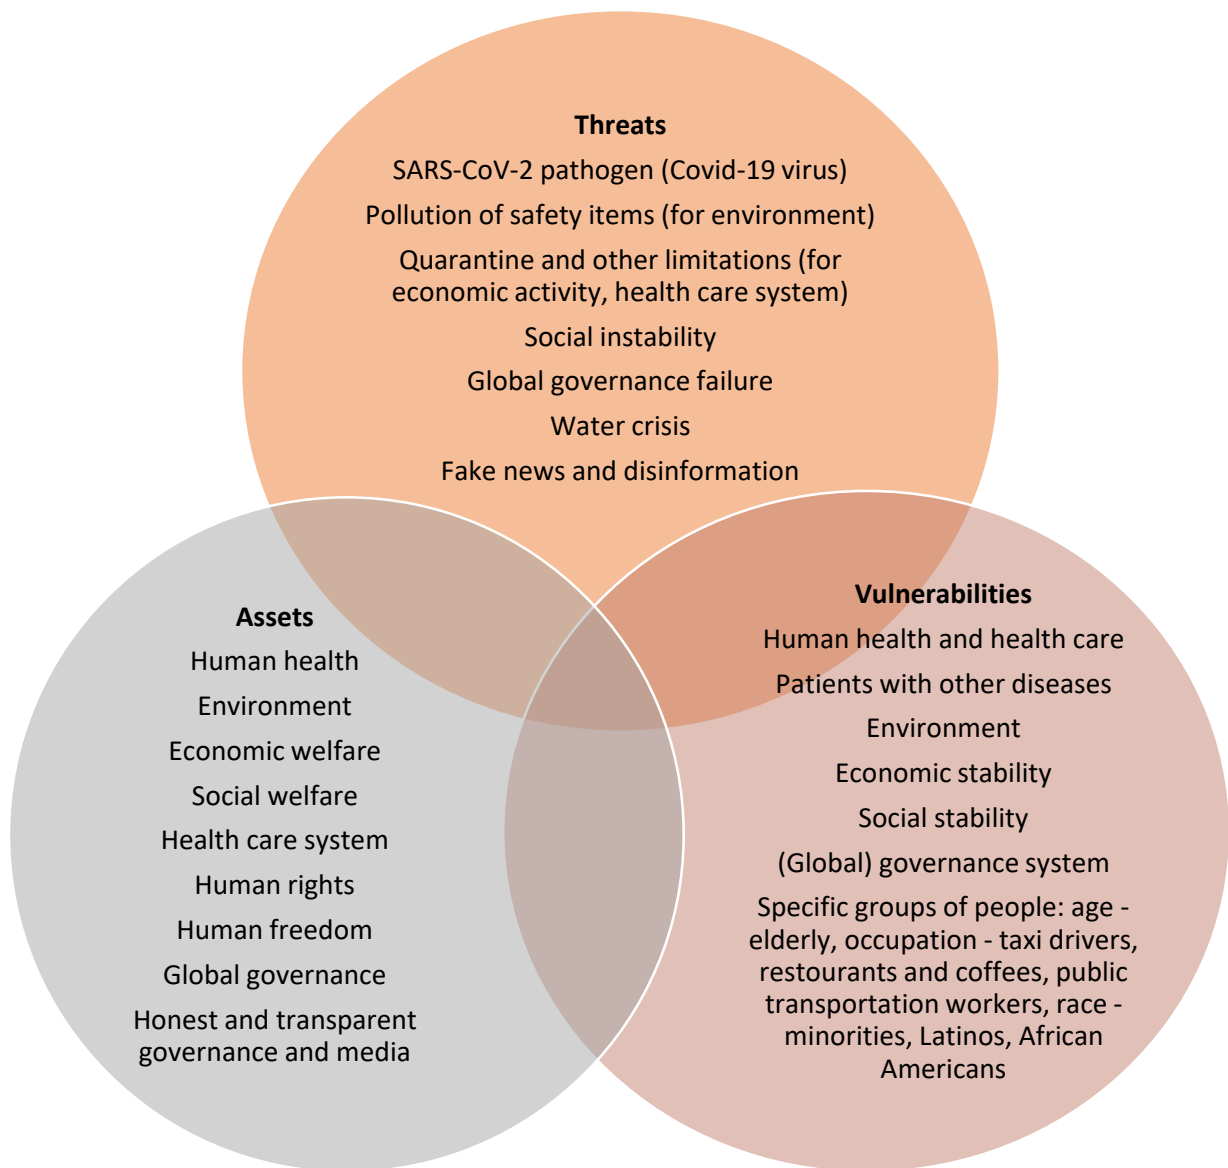 Threats
SARS-CoV-2 pathogen (Covid-19 virus)
Pollution of safety items (for environment)
Quarantine and other limitations (for
economic activity, health care system)
Social instability
Global governance failure
Water crisis
Fake news and disinformation
Assets
Human health
Environment
Economic welfare
Social welfare
Health care system
Human rights
Human freedom
Global governance
Honest and transparent
governance and media
Vulnerabilities
Human health and health care
Patients with other diseases
Environment
Economic stability
Social stability
(Global) governance system
Specific groups of people: age -
elderly, occupation - taxi drivers,
restourants and coffees, public
transportation workers, race -
minorities, Latinos, African
Americans